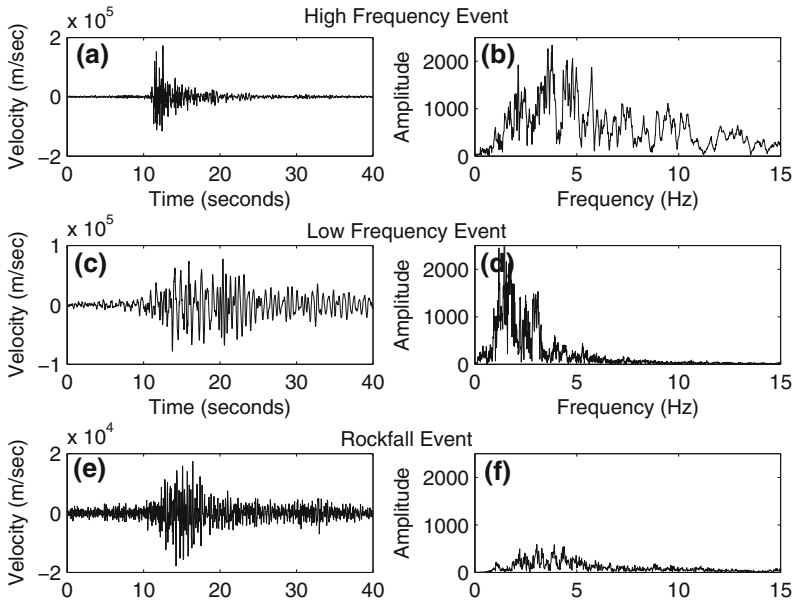 High Frequency Event
x 10^5
(a)
Velocity (m/sec)
2
0
−2
0 10 20 30 40
Time (seconds)
(b)
Amplitude
2000
1000
0
0 5 10 15
Frequency (Hz)
Low Frequency Event
x 10^5
(c)
Velocity (m/sec)
1
0
−1
0 10 20 30 40
Time (seconds)
(d)
Amplitude
2000
1000
0
0 5 10 15
Frequency (Hz)
Rockfall Event
x 10^4
(e)
Velocity (m/sec)
2
0
−2
0 10 20 30 40
(f)
Amplitude
2000
1000
0
0 5 10 15